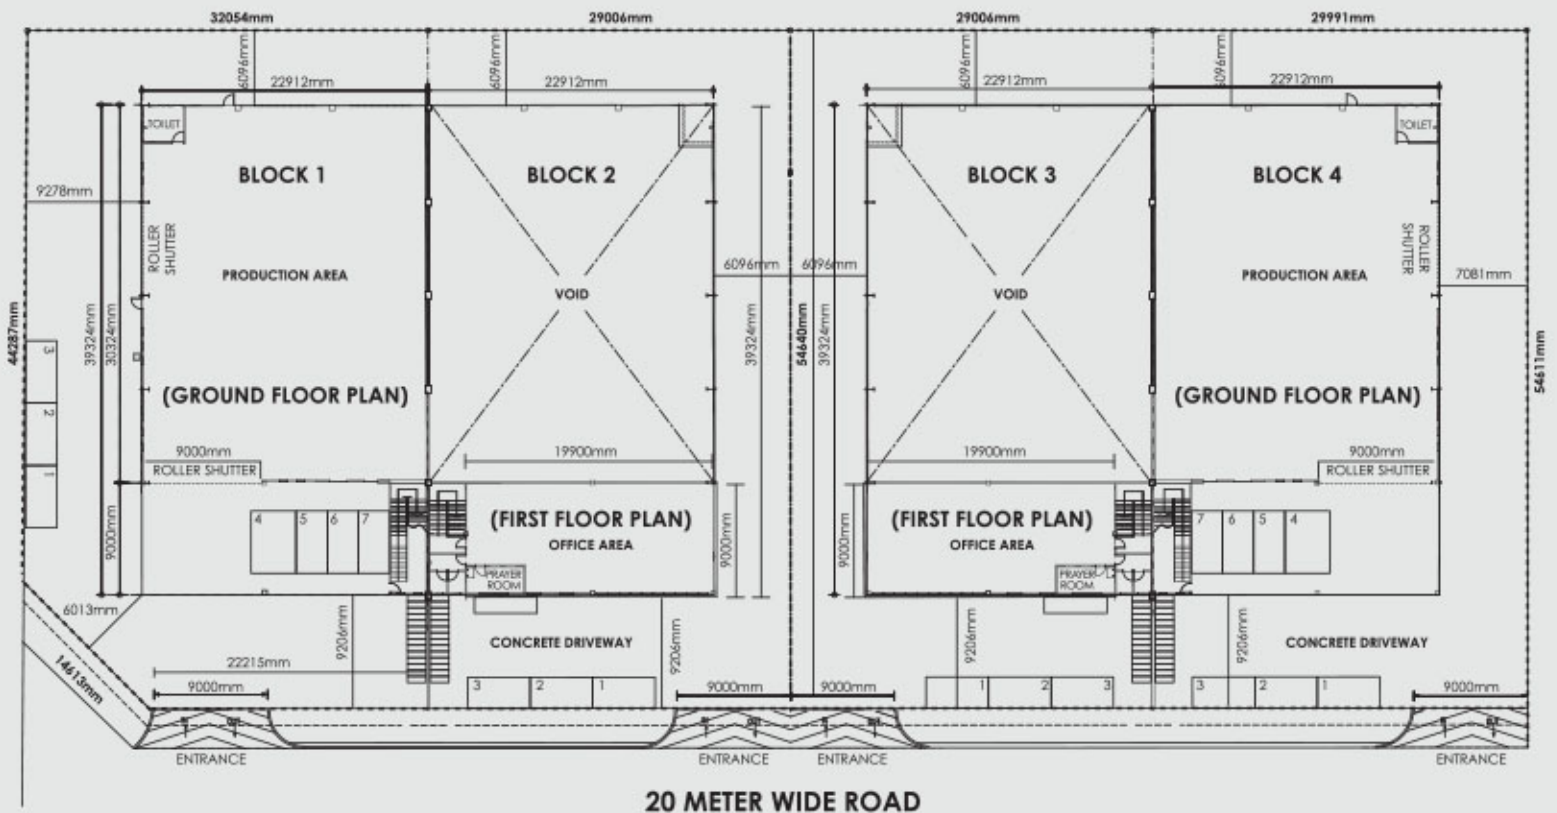 32054mm
29006mm
29006mm
29991mm
6096mm
6096mm
6096mm
6096mm
22912mm
22912mm
22912mm
22912mm
TOILET
TOILET
BLOCK 1
BLOCK 2
BLOCK 3
BLOCK 4
9278mm
ROLLER
SHUTTER
ROLLER
SHUTTER
PRODUCTION AREA
VOID
6096mm
6096mm
VOID
PRODUCTION AREA
7081mm
44287mm
39324mm
30324mm
39324mm
54640mm
39324mm
54611mm
3
2
1
(GROUND FLOOR PLAN)
(GROUND FLOOR PLAN)
9000mm
ROLLER SHUTTER
19900mm
19900mm
9000mm
ROLLER SHUTTER
9000mm
4
5
6
7
(FIRST FLOOR PLAN)
OFFICE AREA
PRAYER
ROOM
9000mm
9000mm
(FIRST FLOOR PLAN)
OFFICE AREA
PRAYER
ROOM
7
6
5
4
6013mm
14613mm
22215mm
9206mm
CONCRETE DRIVEWAY
9206mm
9206mm
9206mm
CONCRETE DRIVEWAY
9000mm
3
2
1
9000mm
9000mm
1
2
3
3
2
1
9000mm
ENTRANCE
ENTRANCE
ENTRANCE
ENTRANCE
20 METER WIDE ROAD